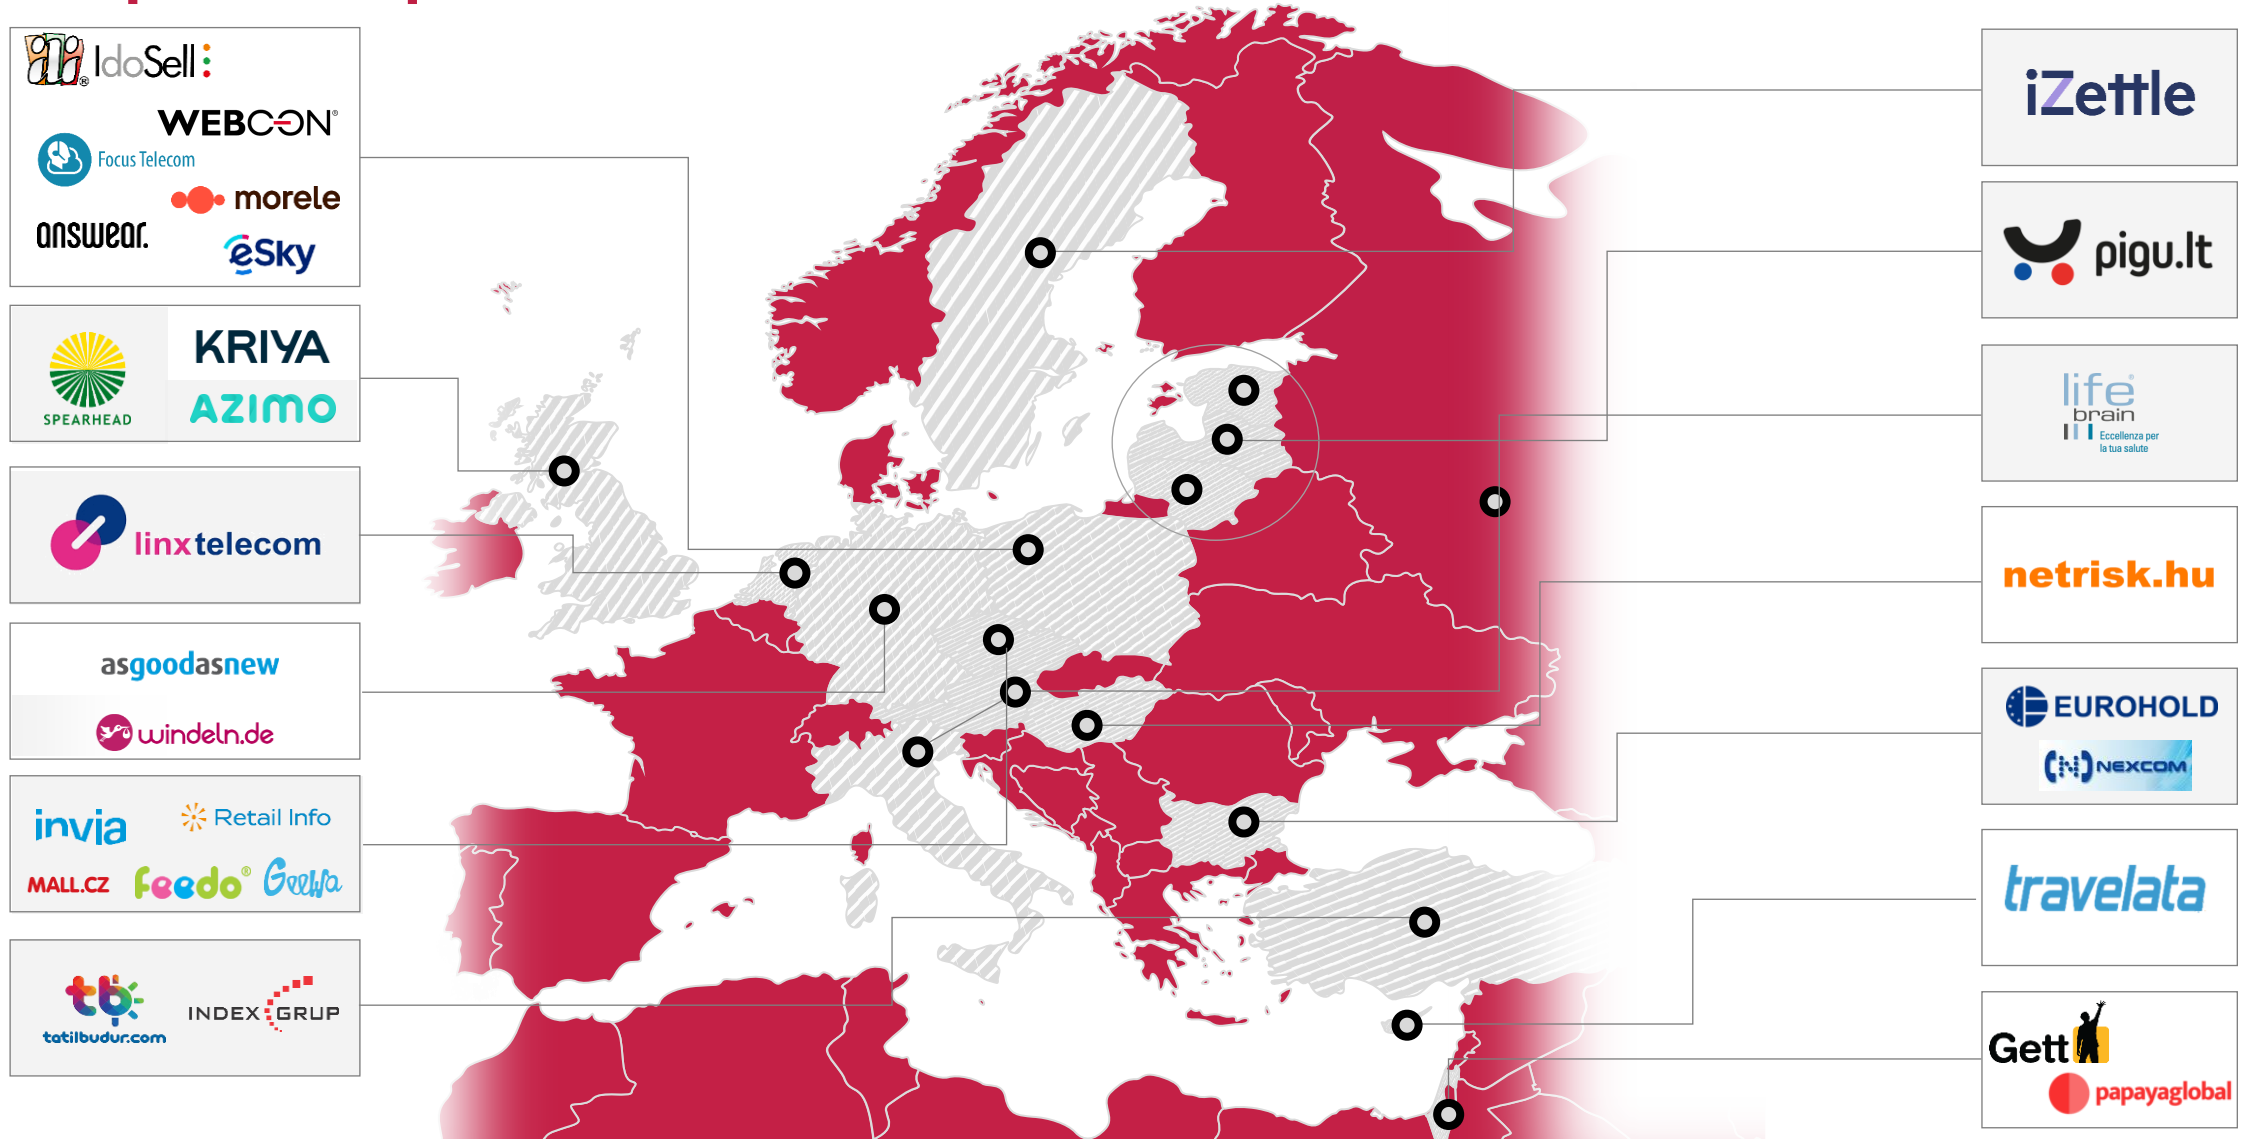 IdoSell
®
WEBCON®
Focus Telecom
morele
answear.
eSky
SPEARHEAD
KRIYA
AZIMO
linxtelecom
asgoodasnew
windeln.de
invia
Retail Info
MALL.CZ
feedo®
Geewa
tb
tatilbudur.com
INDEX GRUP
iZettle
pigu.lt
life®
brain
Eccellenza per
la tua salute
netrisk.hu
EUROHOLD
NEXCOM
travelata
Gett
papayaglobal